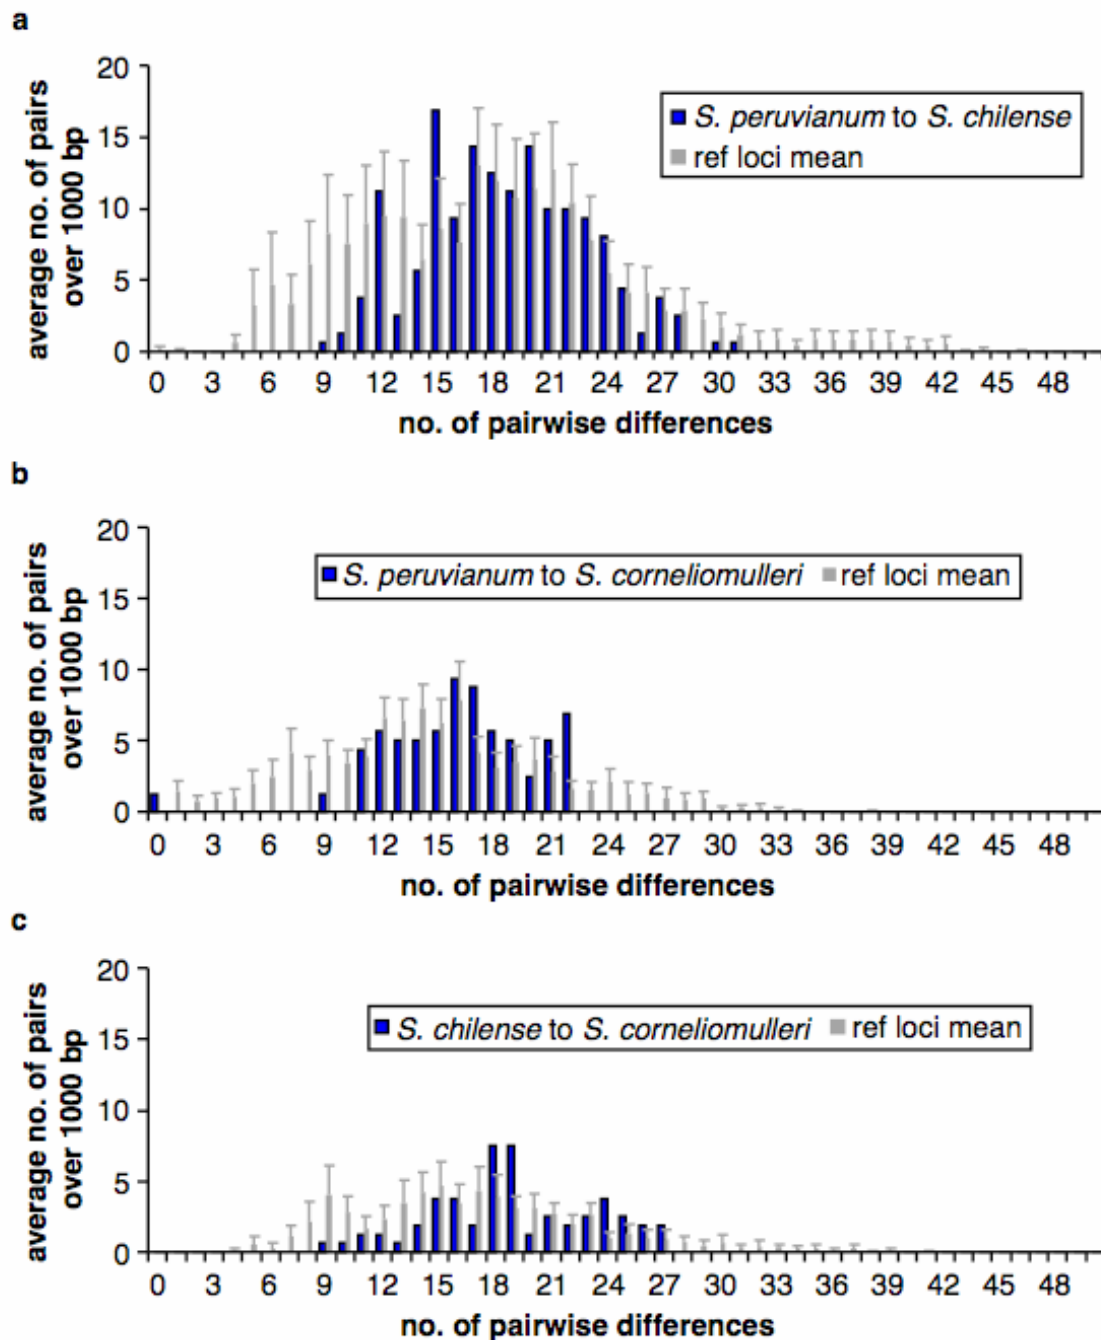 a
20
15
10
5
0
average no. of pairs
over 1000 bp
S. peruvianum to S. chilense
ref loci mean
0 3 6 9 12 15 18 21 24 27 30 33 36 39 42 45 48
no. of pairwise differences
b
20
15
10
5
0
average no. of pairs
over 1000 bp
S. peruvianum to S. corneliomulleri ref loci mean
0 3 6 9 12 15 18 21 24 27 30 33 36 39 42 45 48
no. of pairwise differences
c
20
15
10
5
0
average no. of pairs
over 1000 bp
S. chilense to S. corneliomulleri ref loci mean
0 3 6 9 12 15 18 21 24 27 30 33 36 39 42 45 48
no. of pairwise differences